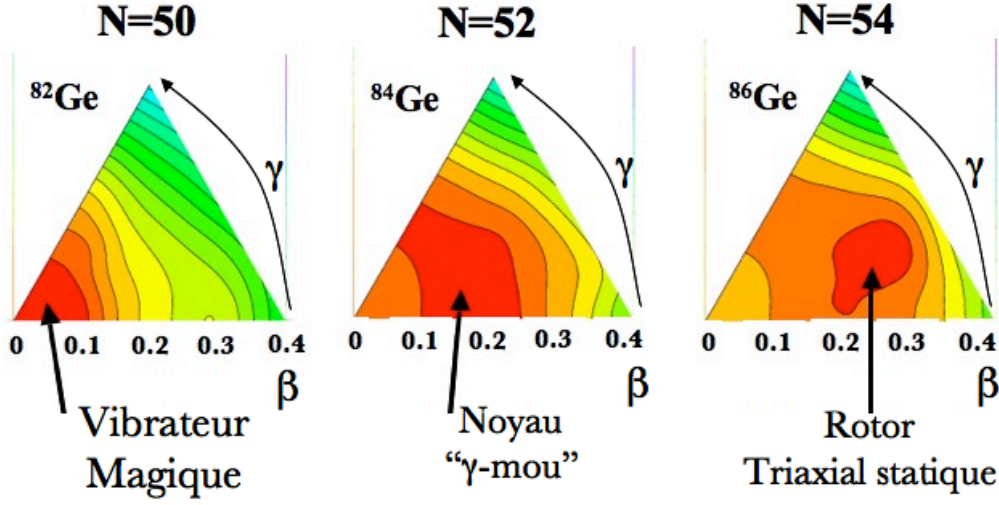 N=50 N=52 N=54
⁸²Ge ⁸⁴Ge ⁸⁶Ge
γ γ γ
0 0.1 0.2 0.3 0.4 0 0.1 0.2 0.3 0.4 0 0.1 0.2 0.3 0.4
β β β
Vibrateur Noyau Rotor
Magique “γ-mou” Triaxial statique